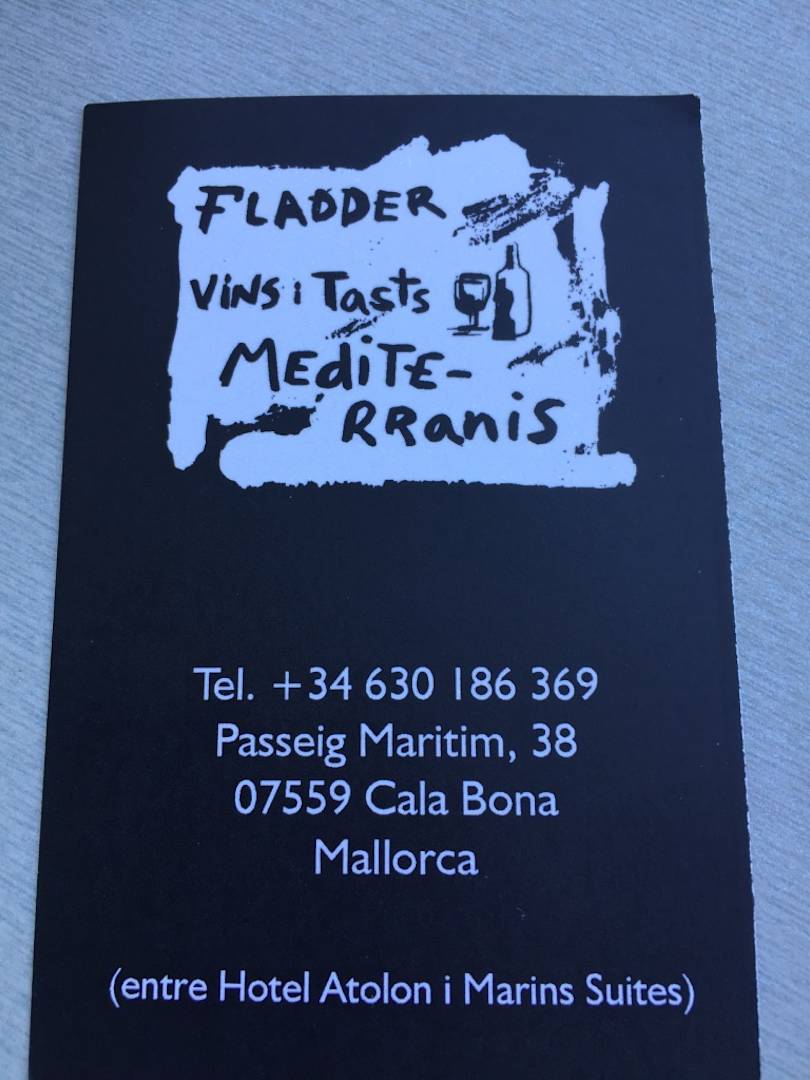 FLADDER
ViNS i Tasts
MEdiTE-
RRaniS
Tel. +34 630 186 369
Passeig Maritim, 38
07559 Cala Bona
Mallorca
(entre Hotel Atolon i Marins Suites)